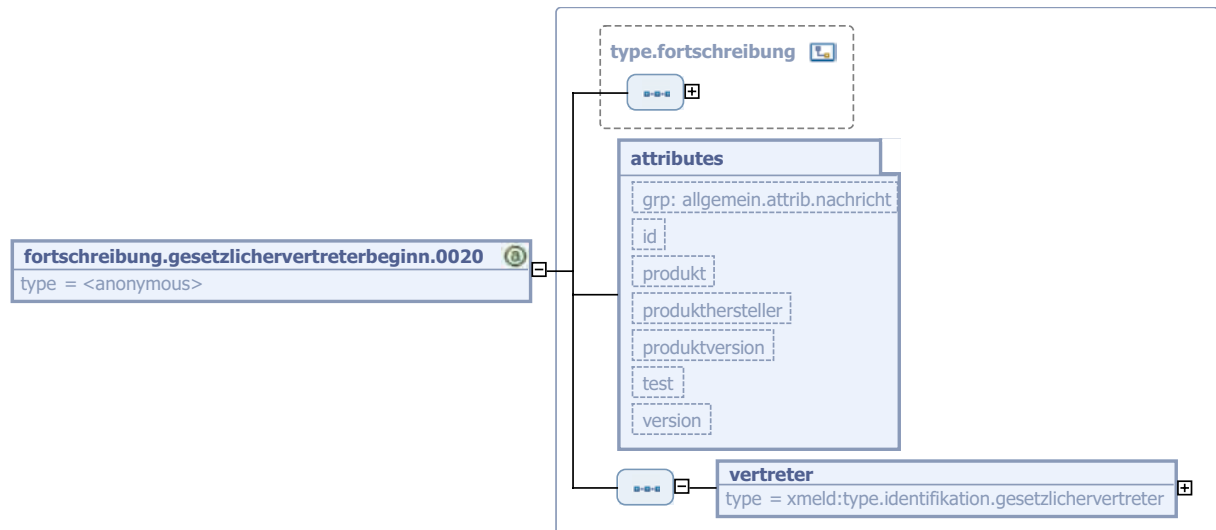 type.fortschreibung
attributes
grp: allgemein.attrib.nachricht
id
fortschreibung.gesetzlichervertreterbeginn.0020 @
type = <anonymous>
produkt
produkthersteller
produktversion
test
version
vertreter
type = xmeld:type.identifikation.gesetzlichervertreter